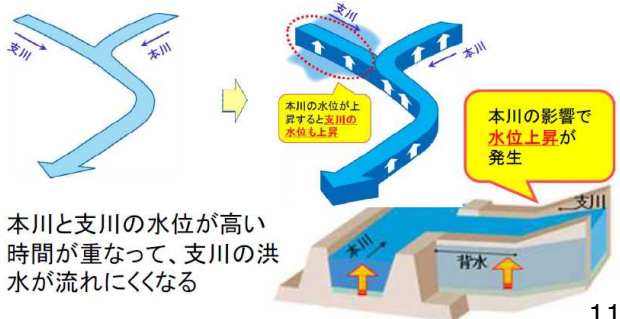 支川
本川
支川
本川
本川の水位が上
昇すると支川の
水位も上昇
本川の影響で
水位上昇が
発生
本川と支川の水位が高い
時間が重なって、支川の洪
水が流れにくくなる
支川
本川
背水
11